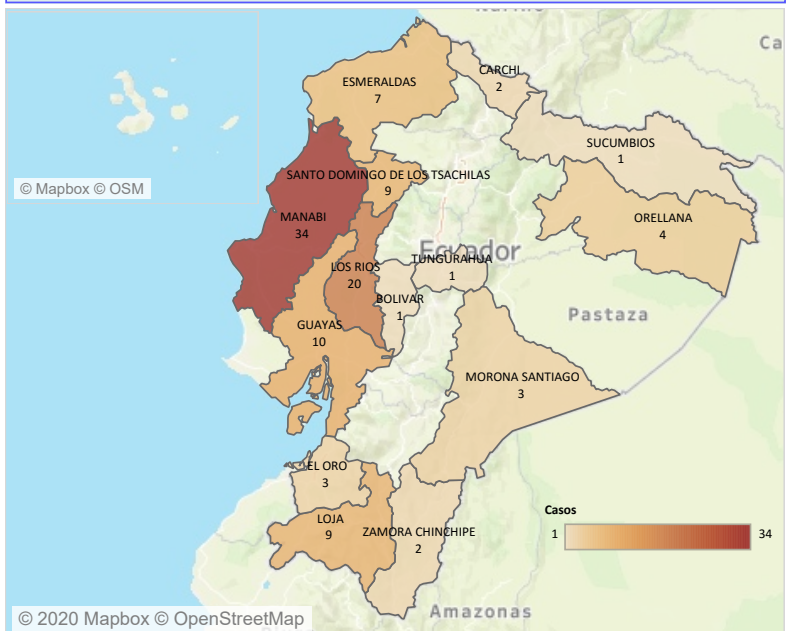 Ca
ESMERALDAS
7
CARCHI
2
SUCUMBIOS
1
© Mapbox © OSM
SANTO DOMINGO DE LOS TSACHILAS
9
MANABI
34
ORELLANA
4
Ecuador
TUNGURAHUA
1
LOS RIOS
20
BOLIVAR
1
GUAYAS
10
Pastaza
MORONA SANTIAGO
3
EL ORO
3
Casos
1
34
LOJA
9
ZAMORA CHINCHIPE
2
Amazonas
© 2020 Mapbox © OpenStreetMap